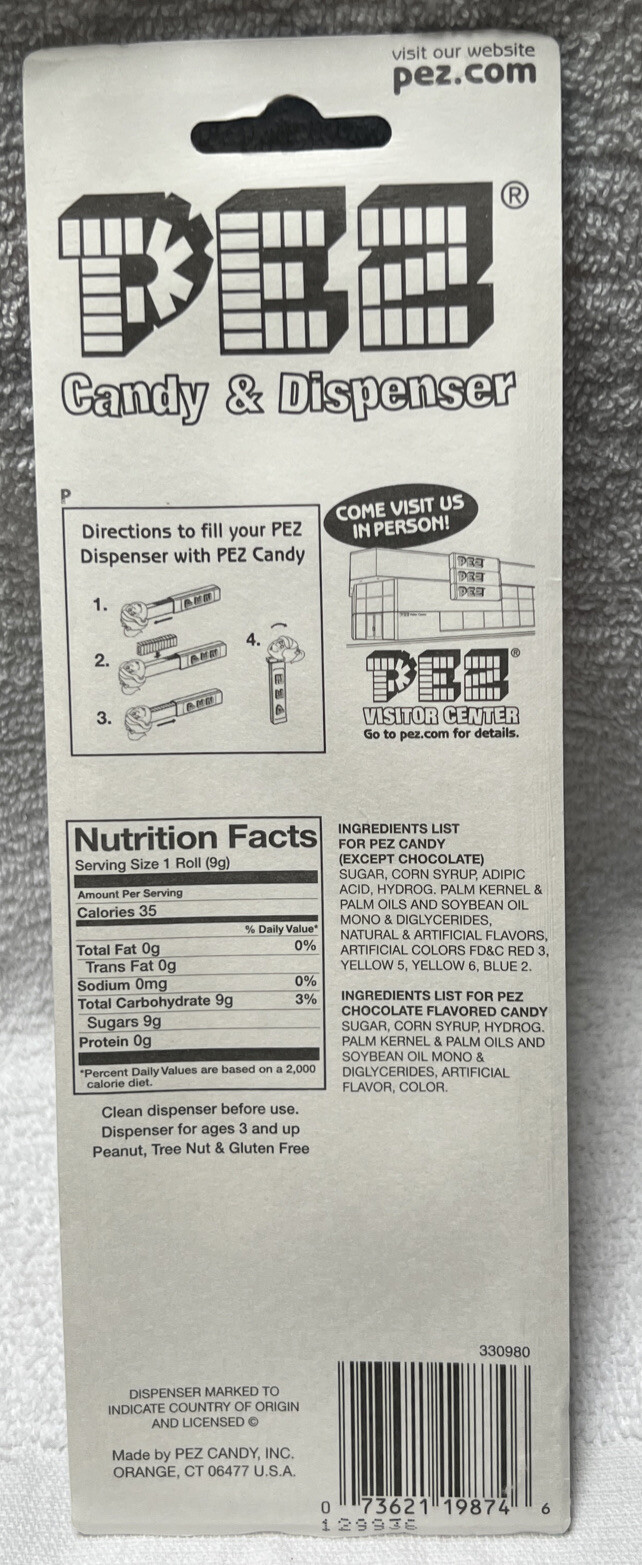 visit our website
pez.com
PEZ®
Candy & Dispenser
P
Directions to fill your PEZ
Dispenser with PEZ Candy
1.
PEZ
2.
PEZ
3.
PEZ
4.
PEZ
COME VISIT US
IN PERSON!
PEZ
PEZ
PEZ
PEZ®
VISITOR CENTER
Go to pez.com for details.
Nutrition Facts
Serving Size 1 Roll (9g)
Amount Per Serving
Calories 35
% Daily Value*
Total Fat 0g 0%
Trans Fat 0g
Sodium 0mg 0%
Total Carbohydrate 9g 3%
Sugars 9g
Protein 0g
*Percent Daily Values are based on a 2,000
calorie diet.
Clean dispenser before use.
Dispenser for ages 3 and up
Peanut, Tree Nut & Gluten Free
INGREDIENTS LIST
FOR PEZ CANDY
(EXCEPT CHOCOLATE)
SUGAR, CORN SYRUP, ADIPIC
ACID, HYDROG. PALM KERNEL &
PALM OILS AND SOYBEAN OIL
MONO & DIGLYCERIDES,
NATURAL & ARTIFICIAL FLAVORS,
ARTIFICIAL COLORS FD&C RED 3,
YELLOW 5, YELLOW 6, BLUE 2.
INGREDIENTS LIST FOR PEZ
CHOCOLATE FLAVORED CANDY
SUGAR, CORN SYRUP, HYDROG.
PALM KERNEL & PALM OILS AND
SOYBEAN OIL MONO &
DIGLYCERIDES, ARTIFICIAL
FLAVOR, COLOR.
DISPENSER MARKED TO
INDICATE COUNTRY OF ORIGIN
AND LICENSED ©
Made by PEZ CANDY, INC.
ORANGE, CT 06477 U.S.A.
330980
0 73621 19874 6